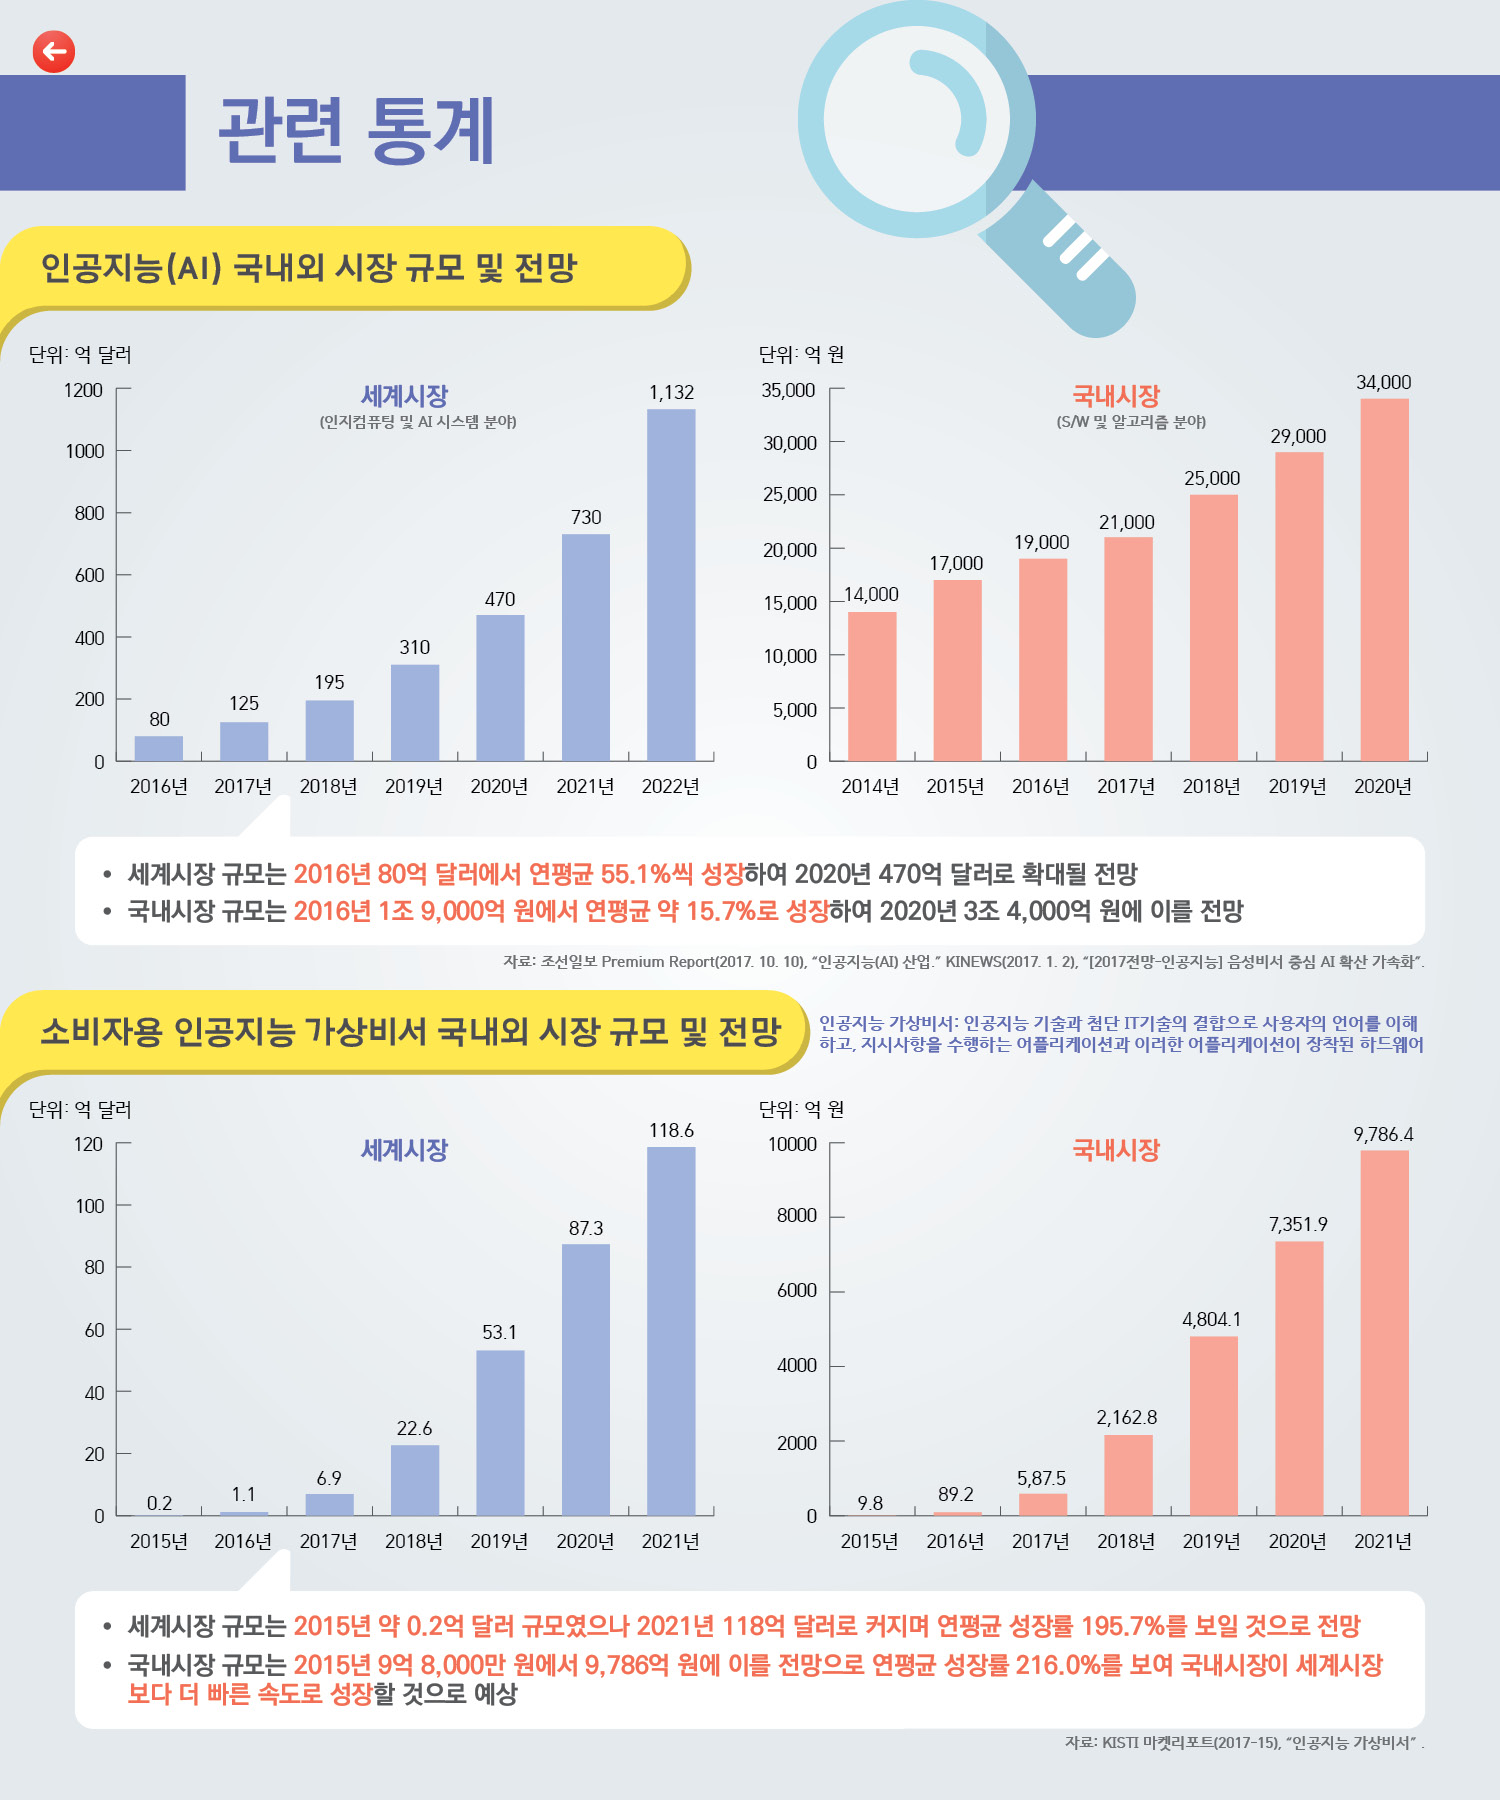 관련 통계
인공지능(AI) 국내외 시장 규모 및 전망
단위: 억 달러
세계시장
(인지컴퓨팅 및 AI 시스템 분야)
1200
1000
800
600
400
200
0
80
125
195
310
470
730
1,132
2016년 2017년 2018년 2019년 2020년 2021년 2022년
단위: 억 원
국내시장
(S/W 및 알고리즘 분야)
35,000
30,000
25,000
20,000
15,000
10,000
5,000
0
14,000
17,000
19,000
21,000
25,000
29,000
34,000
2014년 2015년 2016년 2017년 2018년 2019년 2020년
• 세계시장 규모는 2016년 80억 달러에서 연평균 55.1%씩 성장하여 2020년 470억 달러로 확대될 전망
• 국내시장 규모는 2016년 1조 9,000억 원에서 연평균 약 15.7%로 성장하여 2020년 3조 4,000억 원에 이를 전망
자료: 조선일보 Premium Report(2017. 10. 10), “인공지능(AI) 산업.” KINEWS(2017. 1. 2), “[2017전망-인공지능] 음성비서 중심 AI 확산 가속화”.
소비자용 인공지능 가상비서 국내외 시장 규모 및 전망
인공지능 가상비서: 인공지능 기술과 첨단 IT기술의 결합으로 사용자의 언어를 이해
하고, 지시사항을 수행하는 어플리케이션과 이러한 어플리케이션이 장착된 하드웨어
단위: 억 달러
세계시장
120
100
80
60
40
20
0
0.2
1.1
6.9
22.6
53.1
87.3
118.6
2015년 2016년 2017년 2018년 2019년 2020년 2021년
단위: 억 원
국내시장
10000
8000
6000
4000
2000
0
9.8
89.2
5,87.5
2,162.8
4,804.1
7,351.9
9,786.4
2015년 2016년 2017년 2018년 2019년 2020년 2021년
• 세계시장 규모는 2015년 약 0.2억 달러 규모였으나 2021년 118억 달러로 커지며 연평균 성장률 195.7%를 보일 것으로 전망
• 국내시장 규모는 2015년 9억 8,000만 원에서 9,786억 원에 이를 전망으로 연평균 성장률 216.0%를 보여 국내시장이 세계시장
보다 더 빠른 속도로 성장할 것으로 예상
자료: KISTI 마켓리포트(2017-15), “인공지능 가상비서” .